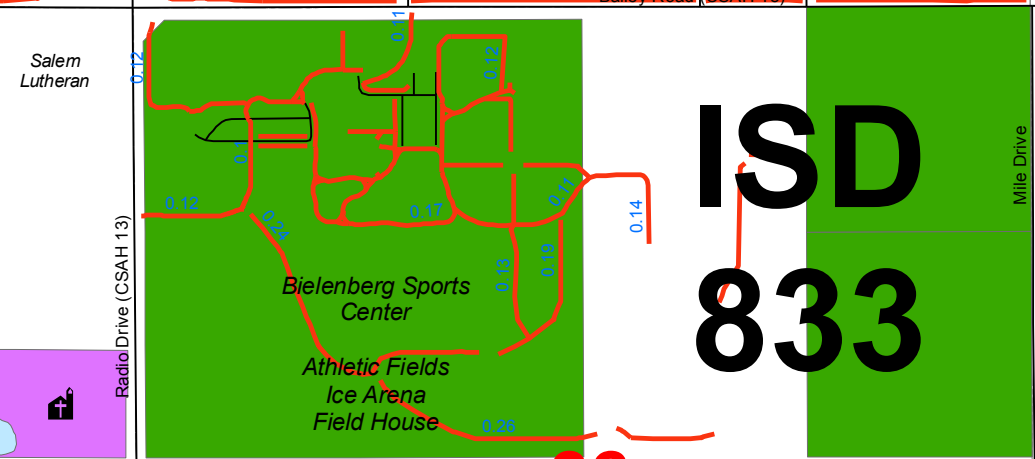 Salem
Lutheran
0.12
0.11
0.12
0.12
0.24
0.17
0.11
0.14
0.13
0.19
0.26
Radio Drive (CSAH 13)
Bielenberg Sports
Center
Athletic Fields
Ice Arena
Field House
ISD
833
Mile Drive